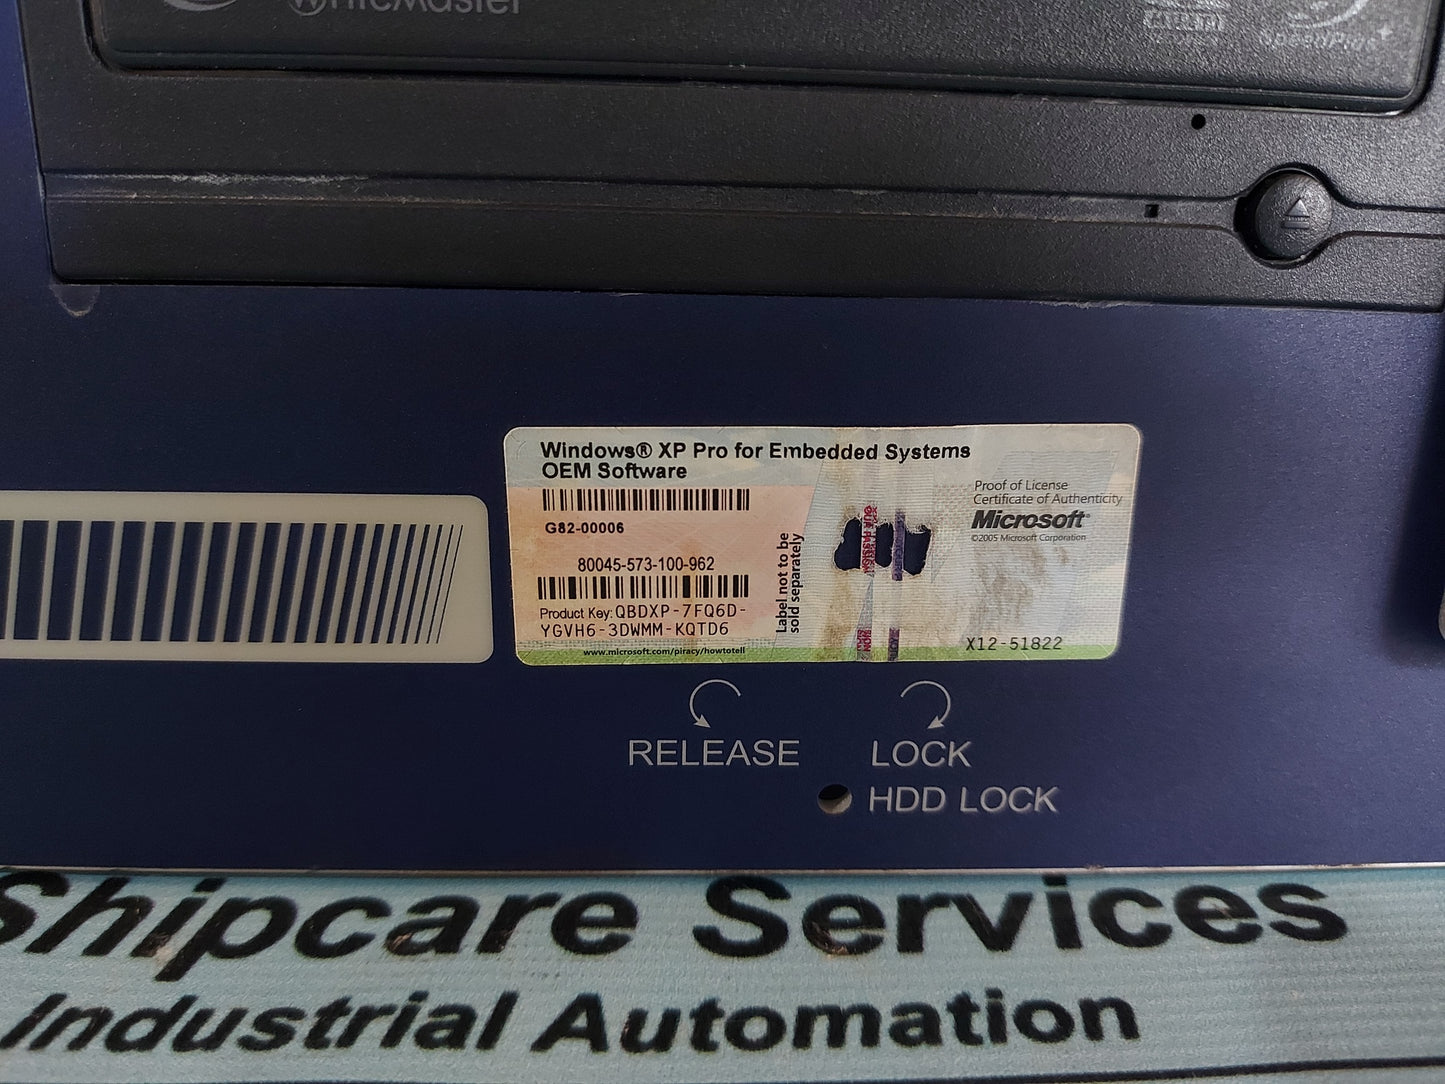 WriteMaster
SpeedPlus+
Windows® XP Pro for Embedded Systems
OEM Software
G82-00006
80045-573-100-962
Product Key: QBDXP-7FQ6D-
YGVH6-3DWMM-KQTD6
www.microsoft.com/piracy/howtotell
Label not to be
sold separately
Proof of License
Certificate of Authenticity
Microsoft®
©2005 Microsoft Corporation
X12-51822
RELEASE
LOCK
HDD LOCK
Shipcare Services
Industrial Automation